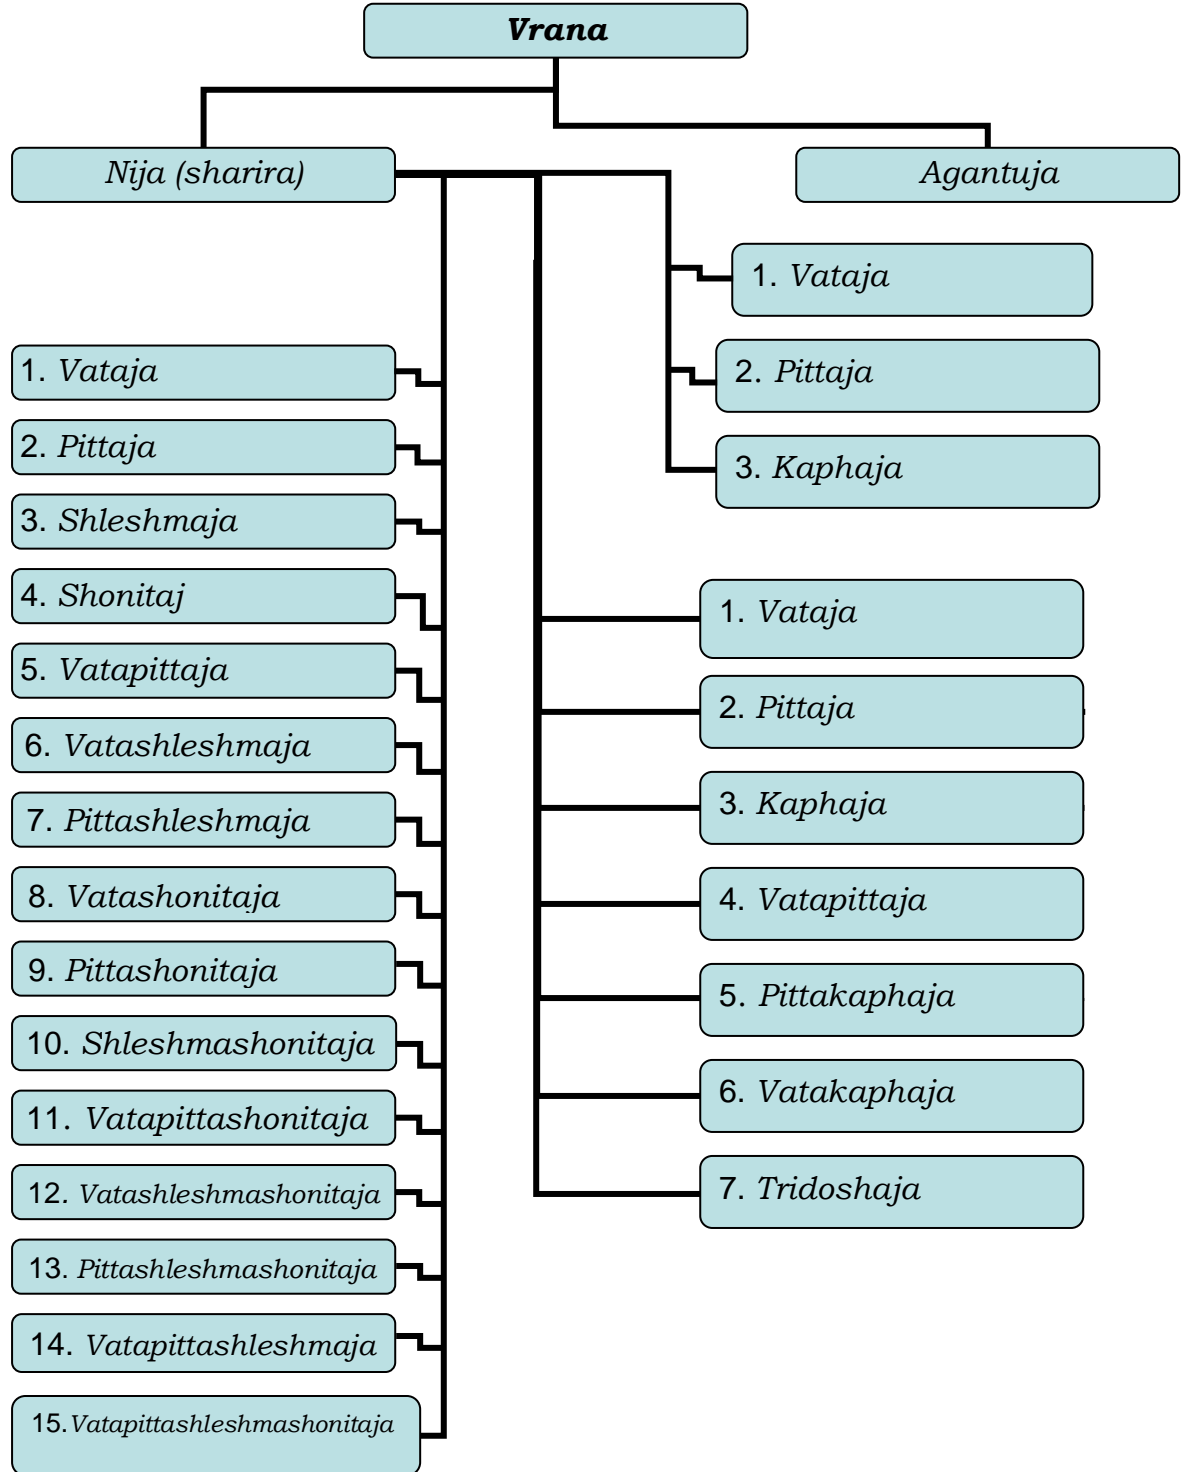 Vrana
Nija (sharira)
Agantuja
1. Vataja
2. Pittaja
3. Kaphaja
1. Vataja
2. Pittaja
3. Shleshmaja
4. Shonitaj
5. Vatapittaja
6. Vatashleshmaja
7. Pittashleshmaja
8. Vatashonitaja
9. Pittashonitaja
10. Shleshmashonitaja
11. Vatapittashonitaja
12. Vatashleshmashonitaja
13. Pittashleshmashonitaja
14. Vatapittashleshmaja
15.Vatapittashleshmashonitaja
1. Vataja
2. Pittaja
3. Kaphaja
4. Vatapittaja
5. Pittakaphaja
6. Vatakaphaja
7. Tridoshaja